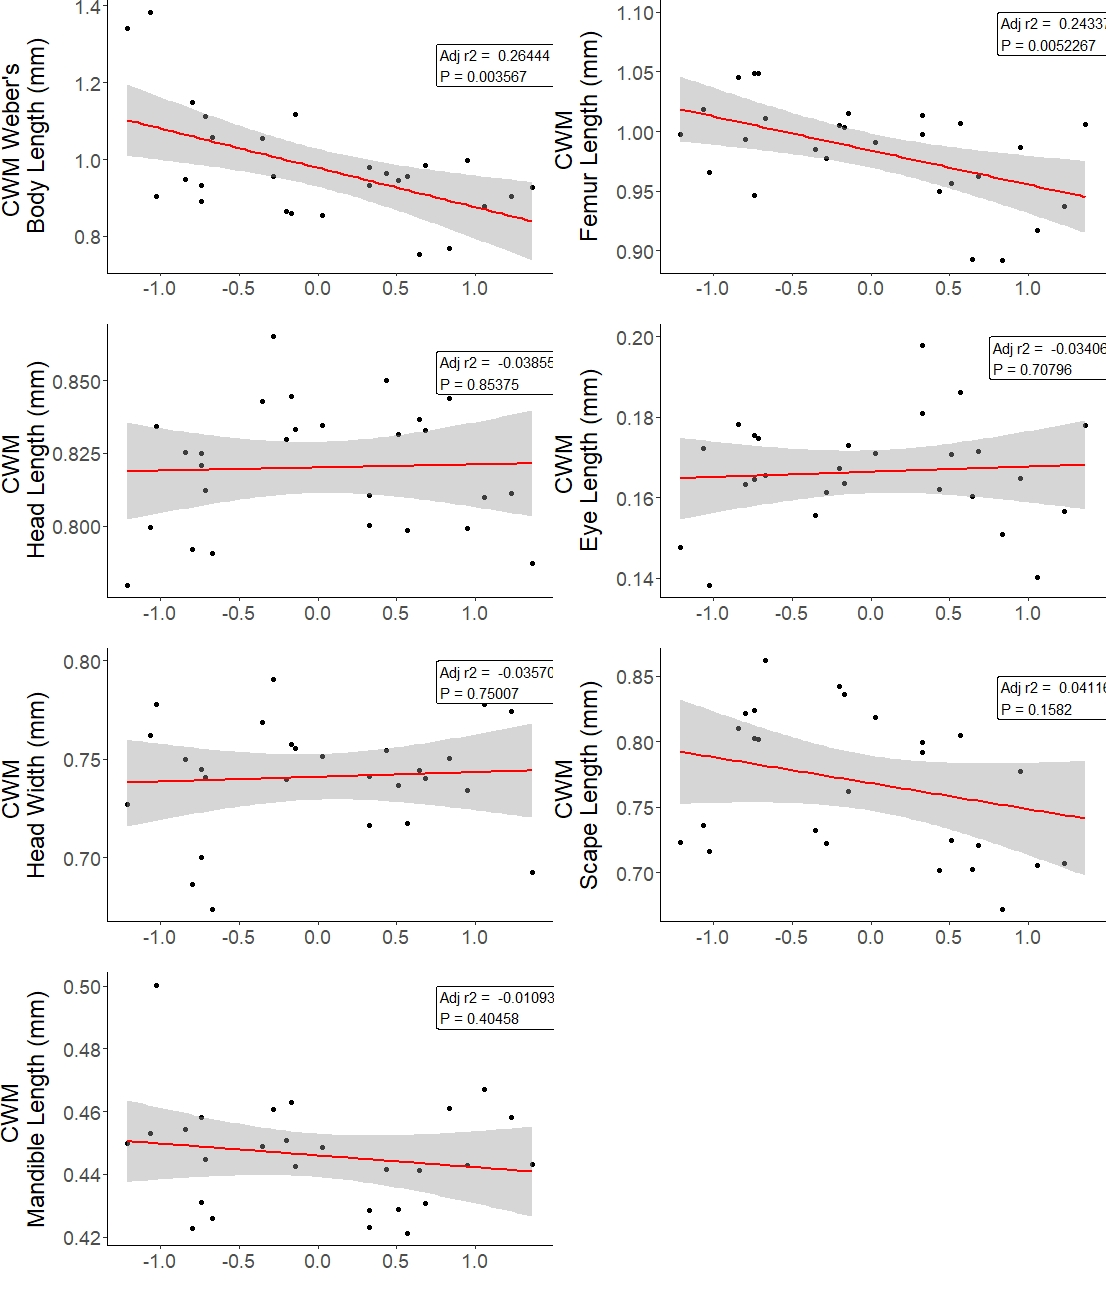 CWM Weber's
Body Length (mm)
1.4
1.2
1.0
0.8
Adj r2 = 0.26444
P = 0.003567
-1.0 -0.5 0.0 0.5 1.0
CWM
Femur Length (mm)
1.10
1.05
1.00
0.95
0.90
Adj r2 = 0.24337
P = 0.0052267
-1.0 -0.5 0.0 0.5 1.0
CWM
Head Length (mm)
0.850
0.825
0.800
Adj r2 = -0.03855
P = 0.85375
-1.0 -0.5 0.0 0.5 1.0
CWM
Eye Length (mm)
0.20
0.18
0.16
0.14
Adj r2 = -0.03406
P = 0.70796
-1.0 -0.5 0.0 0.5 1.0
CWM
Head Width (mm)
0.80
0.75
0.70
Adj r2 = -0.03570
P = 0.75007
-1.0 -0.5 0.0 0.5 1.0
CWM
Scape Length (mm)
0.85
0.80
0.75
0.70
Adj r2 = 0.04116
P = 0.1582
-1.0 -0.5 0.0 0.5 1.0
CWM
Mandible Length (mm)
0.50
0.48
0.46
0.44
0.42
Adj r2 = -0.01093
P = 0.40458
-1.0 -0.5 0.0 0.5 1.0